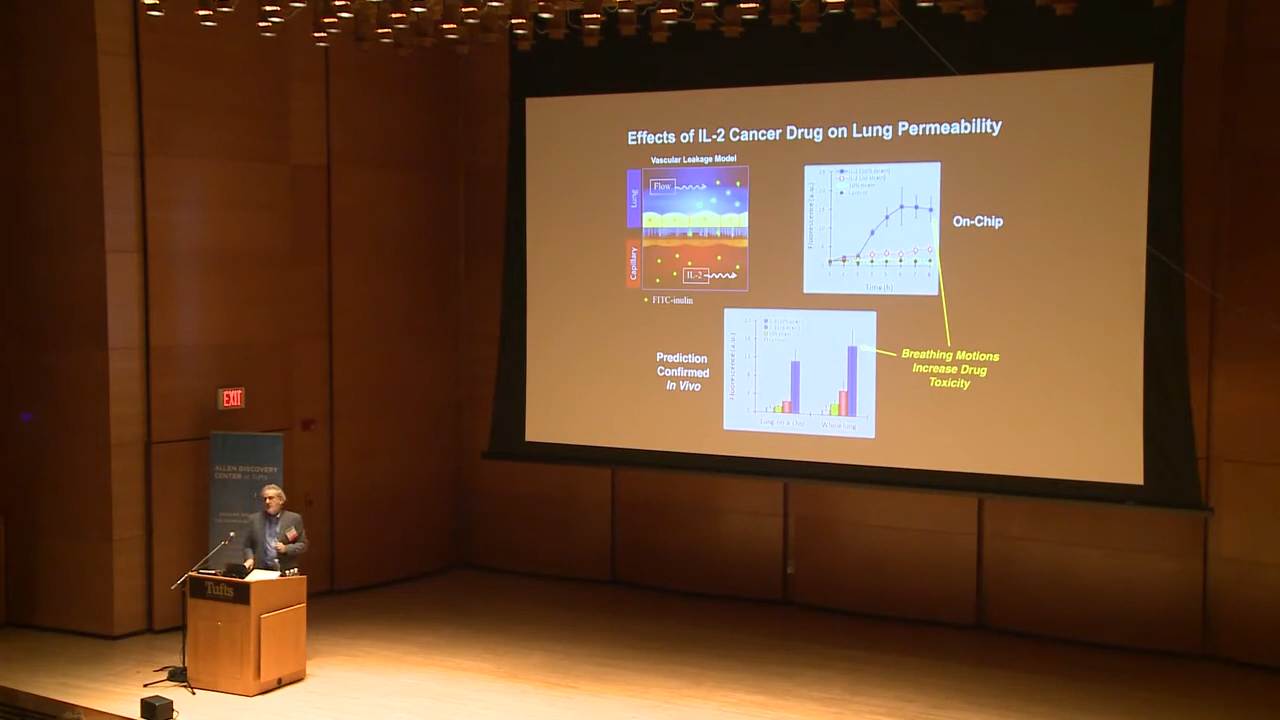 Effects of IL-2 Cancer Drug on Lung Permeability
Vascular Leakage Model
Lung
Flow
Capillary
IL-2
FITC-inulin
Fluorescence [a.u.]
Time (h)
On-Chip
Prediction
Confirmed
In Vivo
Fluorescence [a.u.]
Lung on a chip
Whole lung
Breathing Motions
Increase Drug
Toxicity
EXIT
ALLEN DISCOVERY
CENTER at Tufts
Tufts